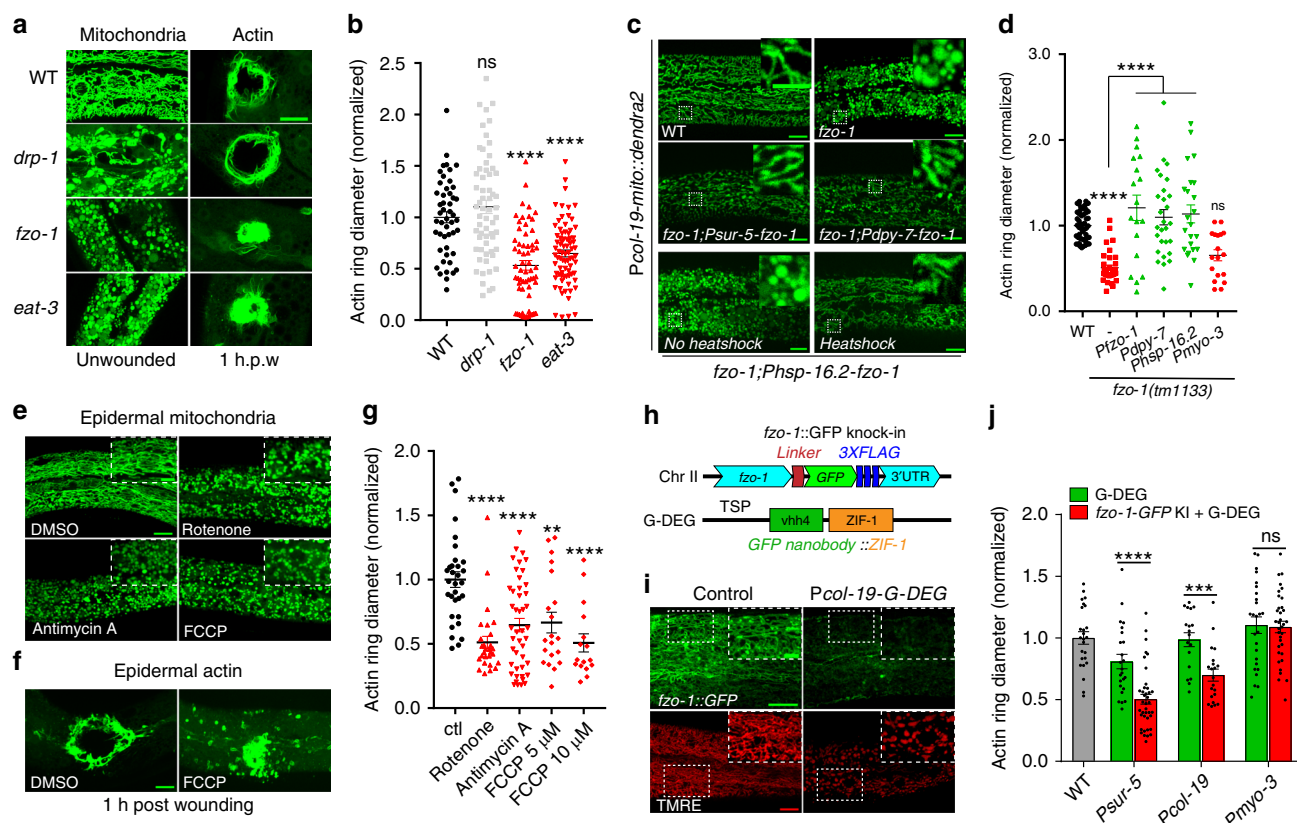 a
Mitochondria Actin
WT
drp-1
fzo-1
eat-3
Unwounded 1 h.p.w
b
Actin ring diameter (normalized)
2.5
2.0
1.5
1.0
0.5
0.0
ns
****
****
WT
drp-1
fzo-1
eat-3
c
Pcol-19-mito::dendra2
WT
fzo-1
fzo-1;Psur-5-fzo-1
fzo-1;Pdpy-7-fzo-1
No heatshock
Heatshock
fzo-1;Phsp-16.2-fzo-1
d
Actin ring diameter (normalized)
3.0
2.0
1.0
0.0
****
****
ns
WT
-
Pfzo-1
Pdpy-7
Phsp-16.2
Pmyo-3
fzo-1(tm1133)
e
Epidermal mitochondria
DMSO
Rotenone
Antimycin A
FCCP
f
Epidermal actin
DMSO
FCCP
1 h post wounding
g
Actin ring diameter (normalized)
2.0
1.5
1.0
0.5
0.0
****
****
**
****
ctl
Rotenone
Antimycin A
FCCP 5 μM
FCCP 10 μM
h
fzo-1::GFP knock-in
Linker 3XFLAG
Chr II fzo-1 GFP 3′UTR
TSP
G-DEG vhh4 ZIF-1
GFP nanobody ::ZIF-1
i
Control Pcol-19-G-DEG
fzo-1::GFP
TMRE
j
G-DEG
fzo-1-GFP KI + G-DEG
Actin ring diameter (normalized)
2.0
1.5
1.0
0.5
0.0
****
***
ns
WT
Psur-5
Pcol-19
Pmyo-3